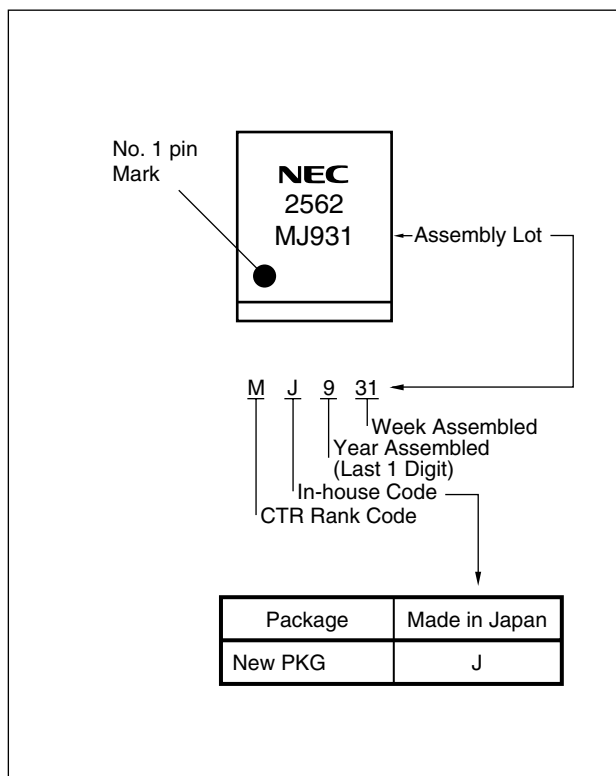 No. 1 pin
Mark
NEC
2562
MJ931
Assembly Lot
M J 9 31
Week Assembled
Year Assembled
(Last 1 Digit)
In-house Code
CTR Rank Code
Package Made in Japan
New PKG J